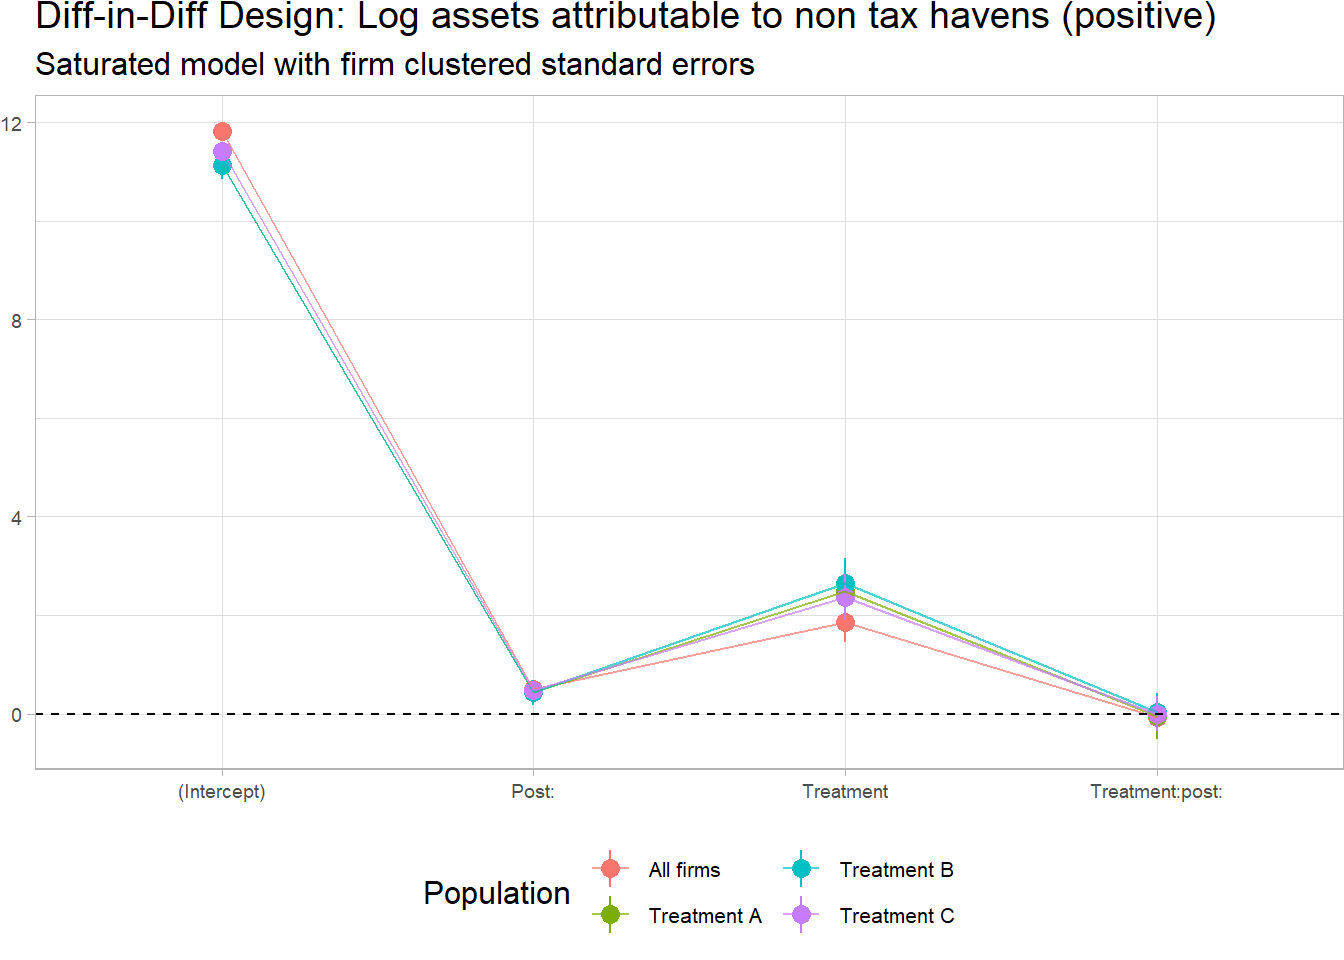 Diff-in-Diff Design: Log assets attributable to non tax havens (positive)
Saturated model with firm clustered standard errors
12
8
4
0
(Intercept)
Post:
Treatment
Treatment:post:
Population
All firms
Treatment B
Treatment A
Treatment C